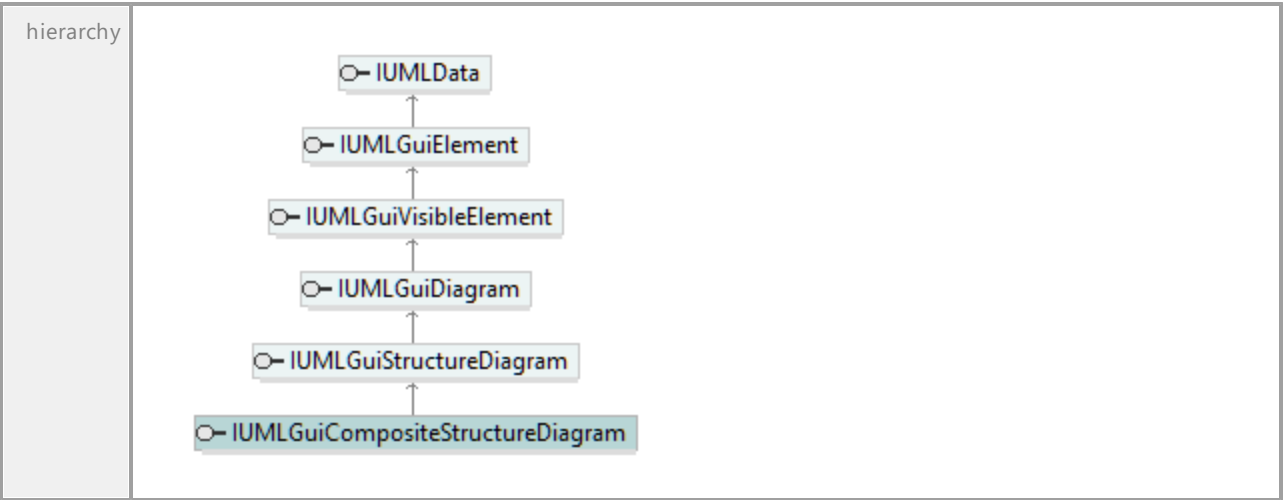 hierarchy
IUMLData
IUMLGuiElement
IUMLGuiVisibleElement
IUMLGuiDiagram
IUMLGuiStructureDiagram
IUMLGuiCompositeStructureDiagram